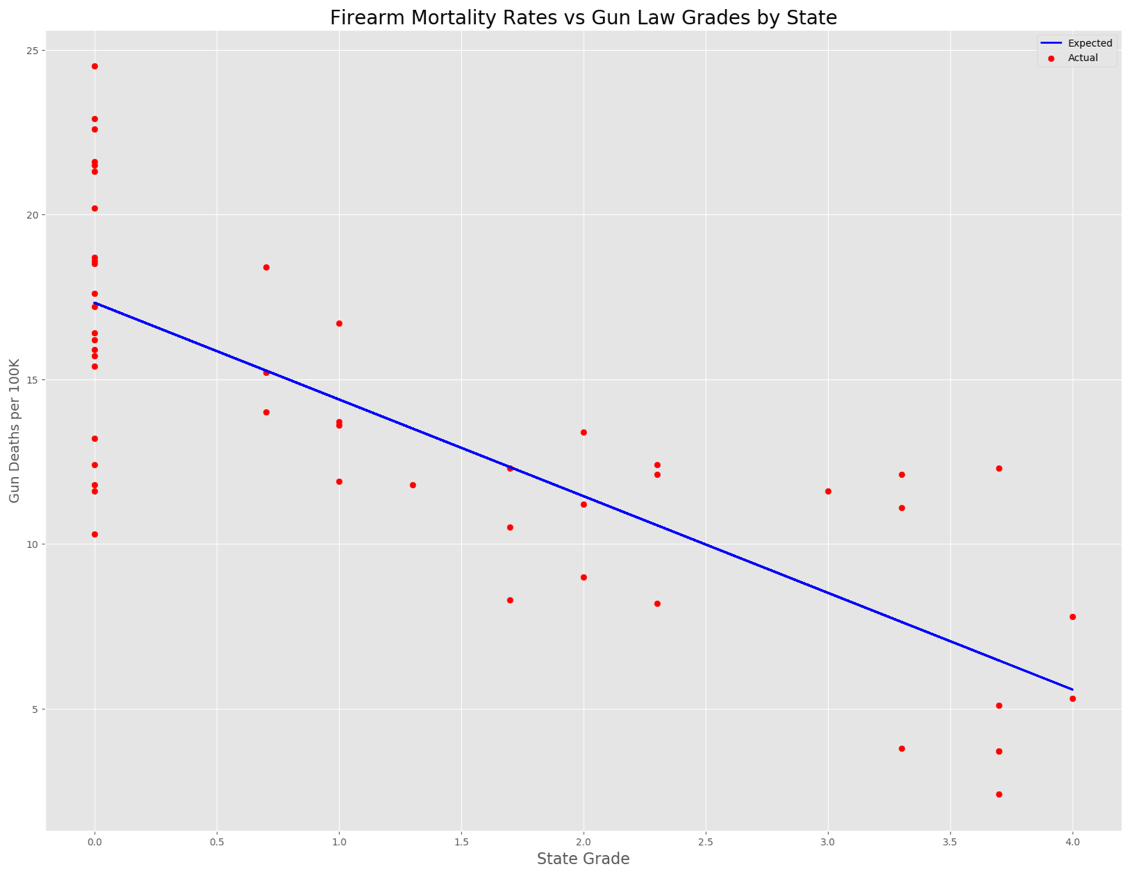 Firearm Mortality Rates vs Gun Law Grades by State
Expected
Actual
25
20
15
10
5
Gun Deaths per 100K
0.0 0.5 1.0 1.5 2.0 2.5 3.0 3.5 4.0
State Grade